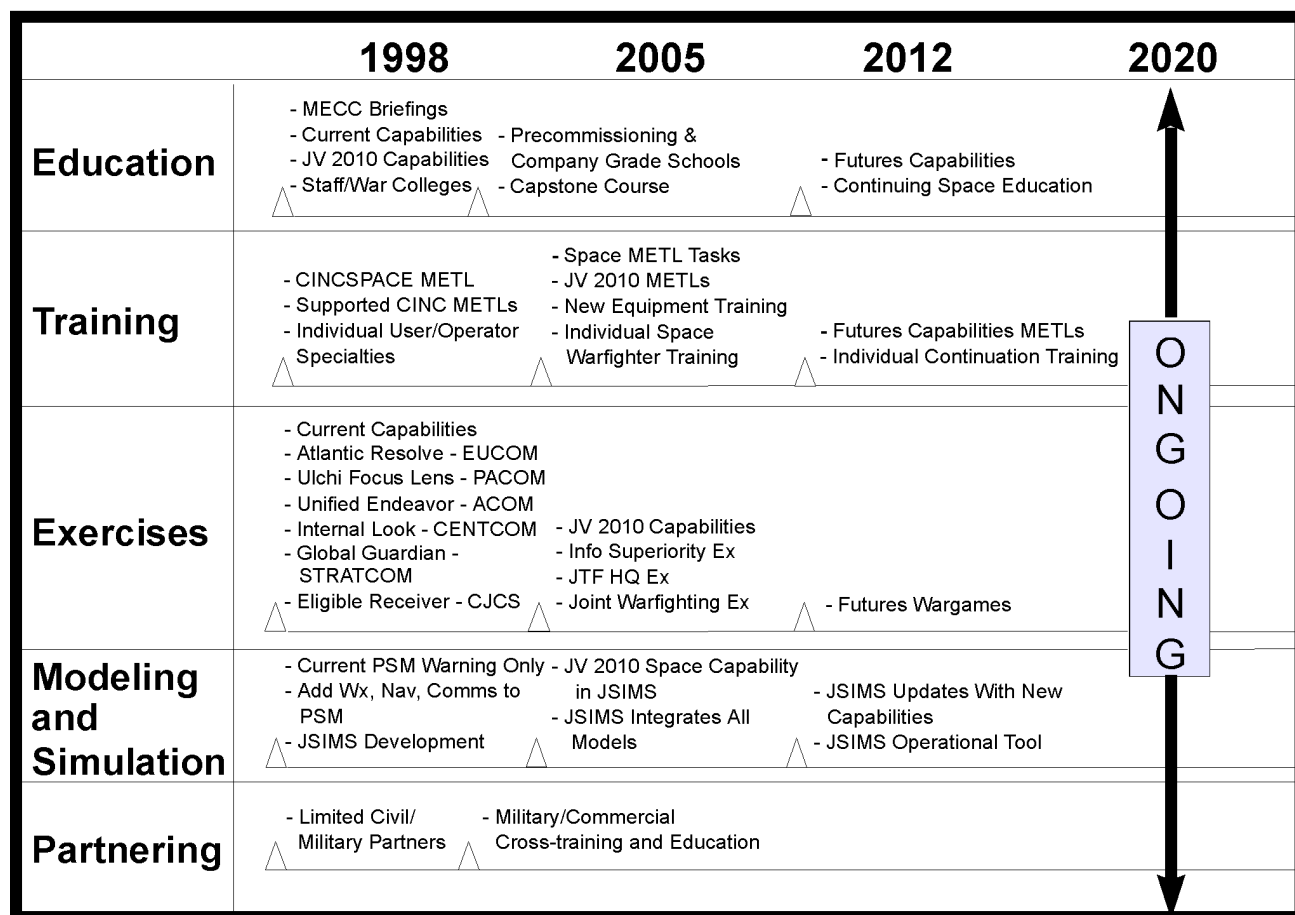 1998 2005 2012 2020
Education
- MECC Briefings
- Current Capabilities
- JV 2010 Capabilities
- Staff/War Colleges
- Precommissioning &
Company Grade Schools
- Capstone Course
- Futures Capabilities
- Continuing Space Education
Training
- CINCSPACE METL
- Supported CINC METLs
- Individual User/Operator
Specialties
- Space METL Tasks
- JV 2010 METLs
- New Equipment Training
- Individual Space
Warfighter Training
- Futures Capabilities METLs
- Individual Continuation Training
Exercises
- Current Capabilities
- Atlantic Resolve - EUCOM
- Ulchi Focus Lens - PACOM
- Unified Endeavor - ACOM
- Internal Look - CENTCOM
- Global Guardian -
STRATCOM
- Eligible Receiver - CJCS
- JV 2010 Capabilities
- Info Superiority Ex
- JTF HQ Ex
- Joint Warfighting Ex
- Futures Wargames
Modeling
and
Simulation
- Current PSM Warning Only
- Add Wx, Nav, Comms to
PSM
- JSIMS Development
- JV 2010 Space Capability
in JSIMS
- JSIMS Integrates All
Models
- JSIMS Updates With New
Capabilities
- JSIMS Operational Tool
Partnering
- Limited Civil/
Military Partners
- Military/Commercial
Cross-training and Education
ONGOING